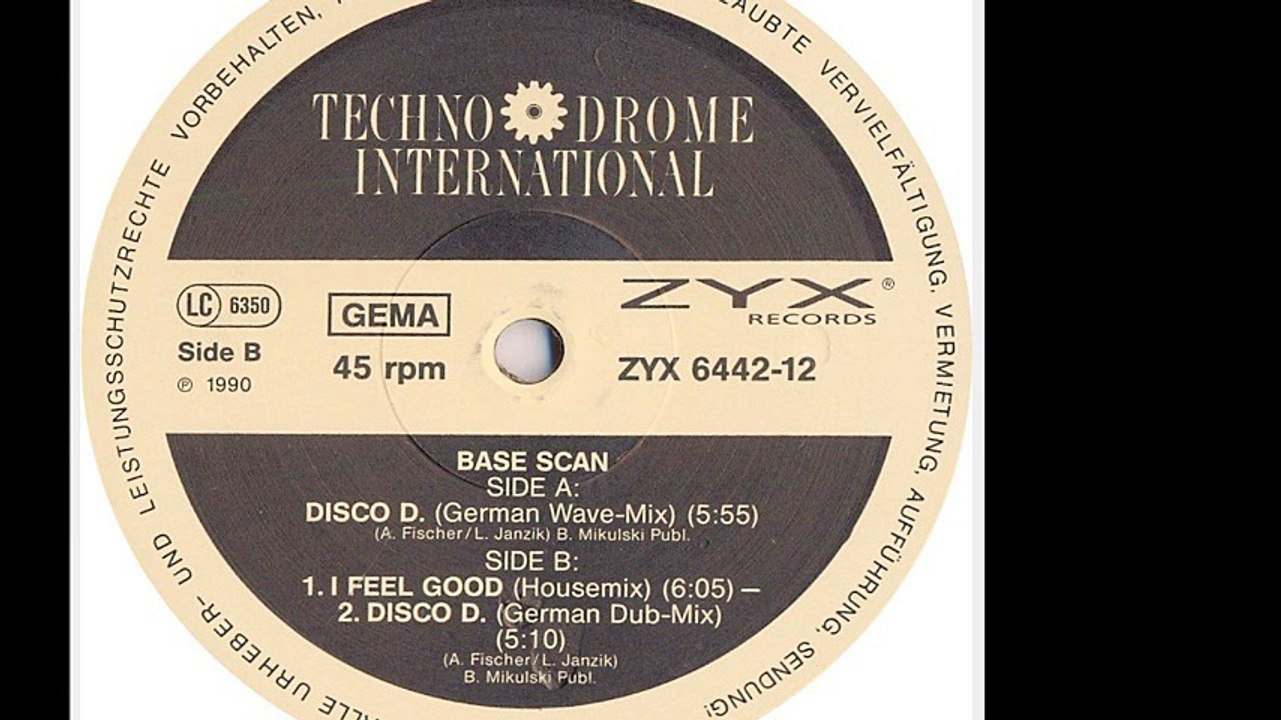 TECHNO DROME
INTERNATIONAL
LC 6350
GEMA
ZYX®
RECORDS
Side B
45 rpm
ZYX 6442-12
℗ 1990
BASE SCAN
SIDE A:
DISCO D. (German Wave-Mix) (5:55)
(A. Fischer/L. Janzik) B. Mikulski Publ.
SIDE B:
1. I FEEL GOOD (Housemix) (6:05) –
2. DISCO D. (German Dub-Mix)
(5:10)
(A. Fischer/L. Janzik)
B. Mikulski Publ.
ALLE URHEBER- UND LEISTUNGSSCHUTZRECHTE VORBEHALTEN,
VERVIELFÄLTIGUNG, VERMIETUNG, AUFFÜHRUNG, SENDUNG!